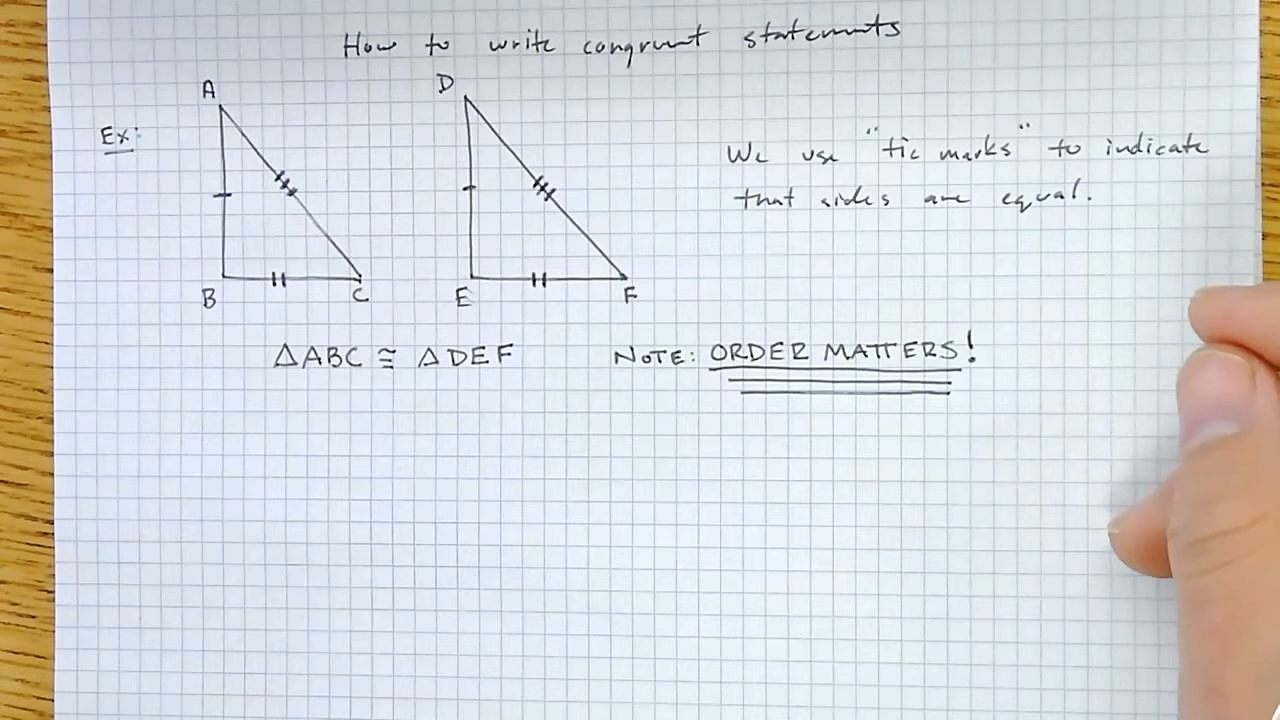 How to write congruent statements
Ex:
A
D
B
C
E
F
We use "tic marks" to indicate
that sides are equal.
△ABC ≅ △DEF
NOTE: ORDER MATTERS!